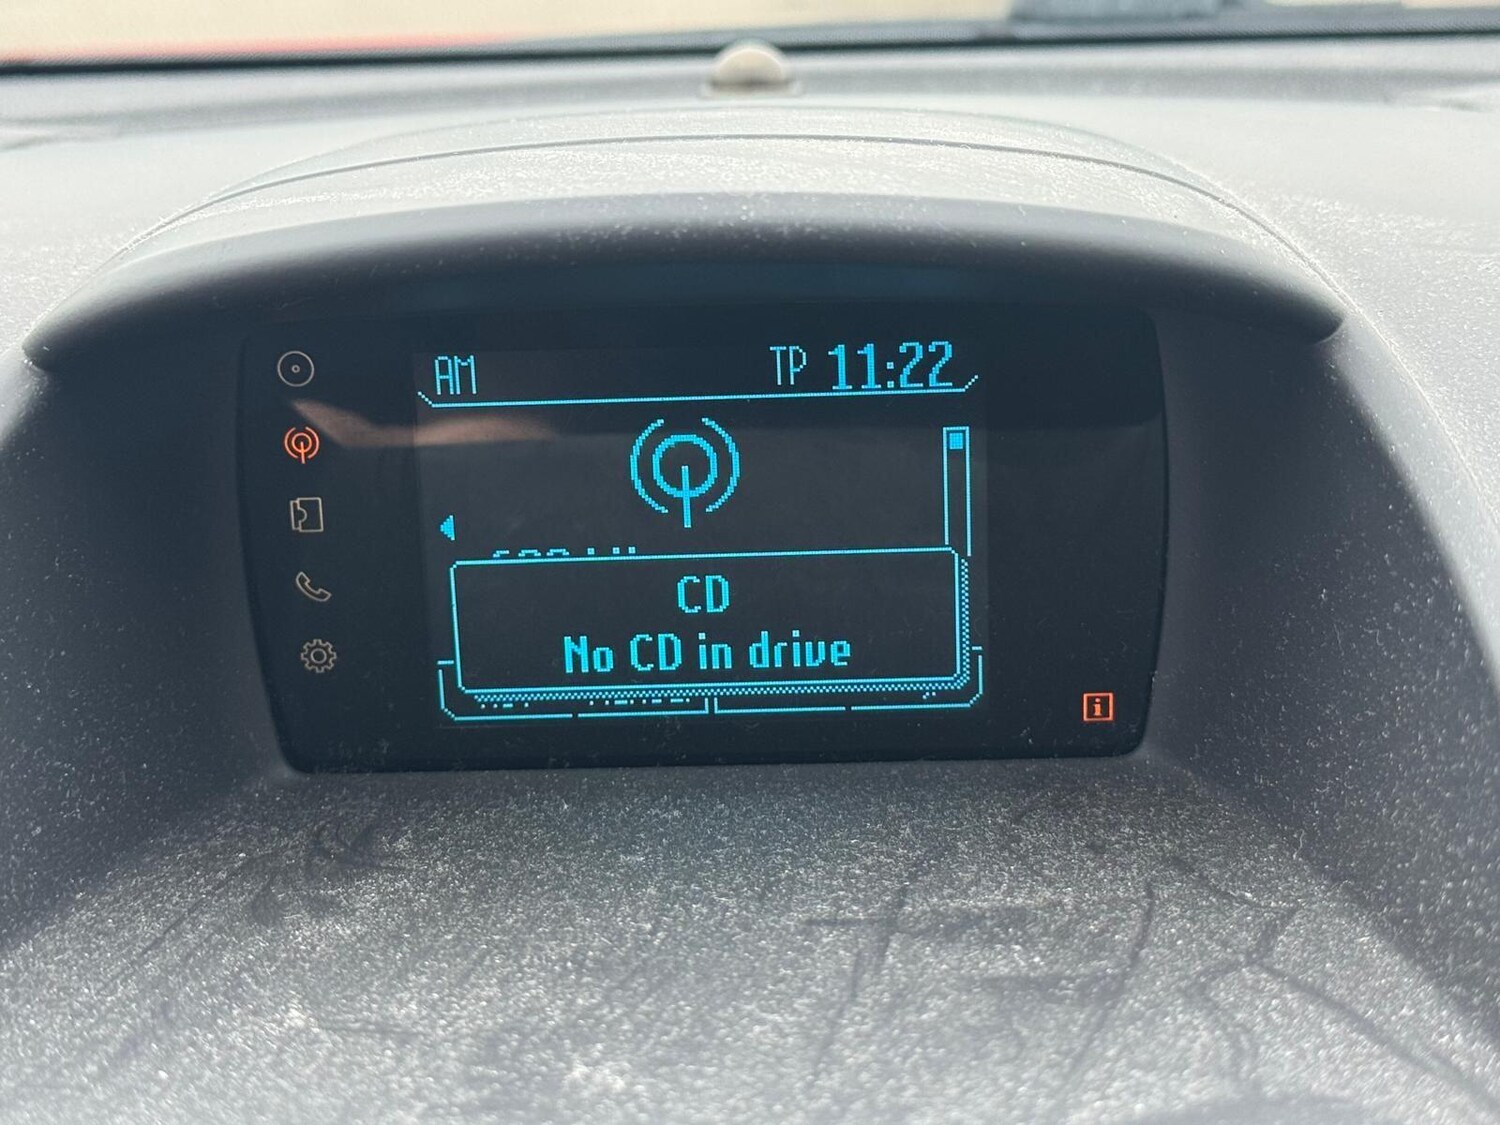 AM
TP 11:22
CD
No CD in drive
i